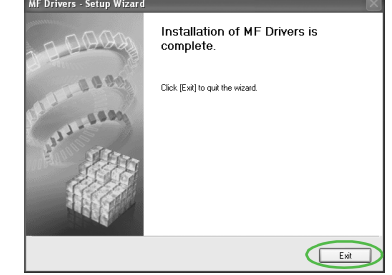 MF Drivers - Setup Wizard
Installation of MF Drivers is
complete.
Click [Exit] to quit the wizard.
Exit